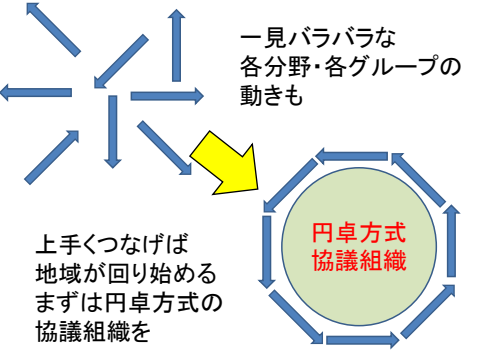 一見バラバラな
各分野・各グループの
動きも
円卓方式
協議組織
上手くつなげば
地域が回り始める
まずは円卓方式の
協議組織を